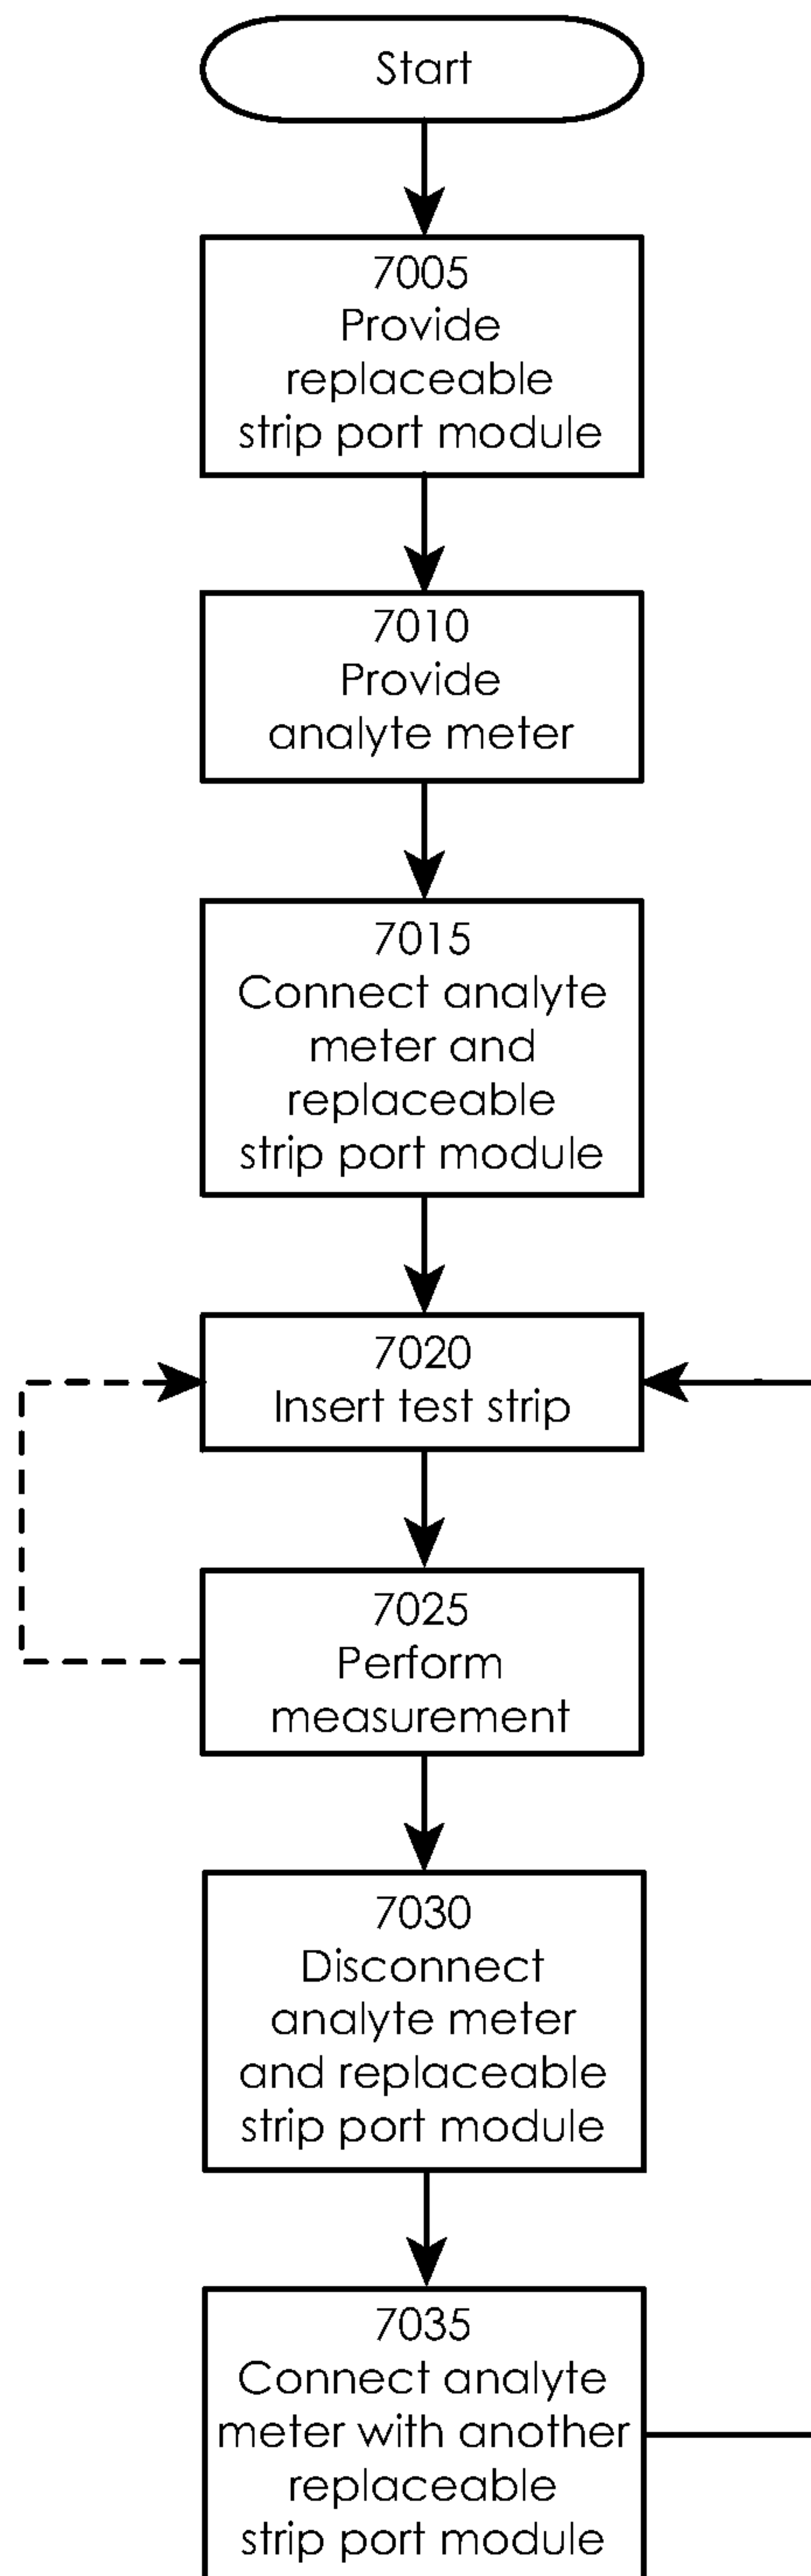 Start
7005
Provide
replaceable
strip port module
7010
Provide
analyte meter
7015
Connect analyte
meter and
replaceable
strip port module
7020
Insert test strip
7025
Perform
measurement
7030
Disconnect
analyte meter
and replaceable
strip port module
7035
Connect analyte
meter with another
replaceable
strip port module